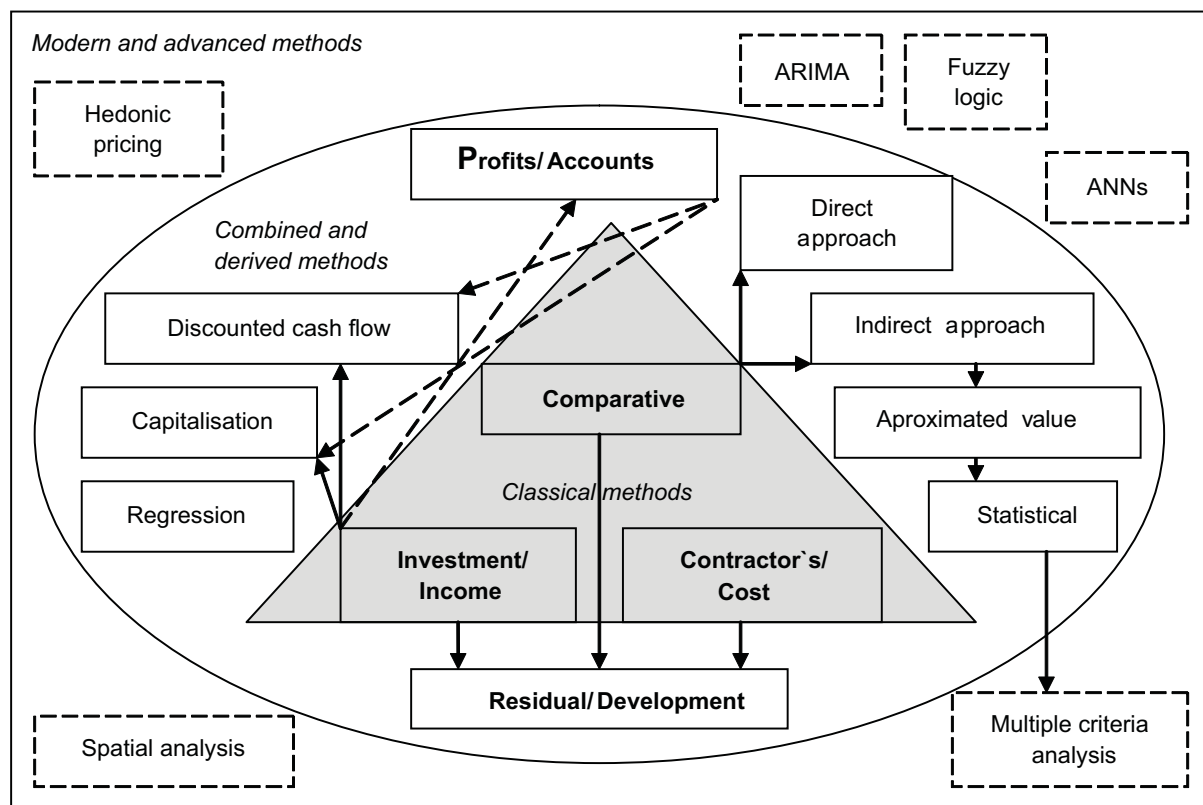 Modern and advanced methods
ARIMA
Fuzzy
logic
Hedonic
pricing
Profits/ Accounts
ANNs
Direct
approach
Combined and
derived methods
Discounted cash flow
Indirect approach
Capitalisation
Comparative
Aproximated value
Classical methods
Regression
Statistical
Investment/
Income
Contractor`s/
Cost
Residual/ Development
Spatial analysis
Multiple criteria
analysis